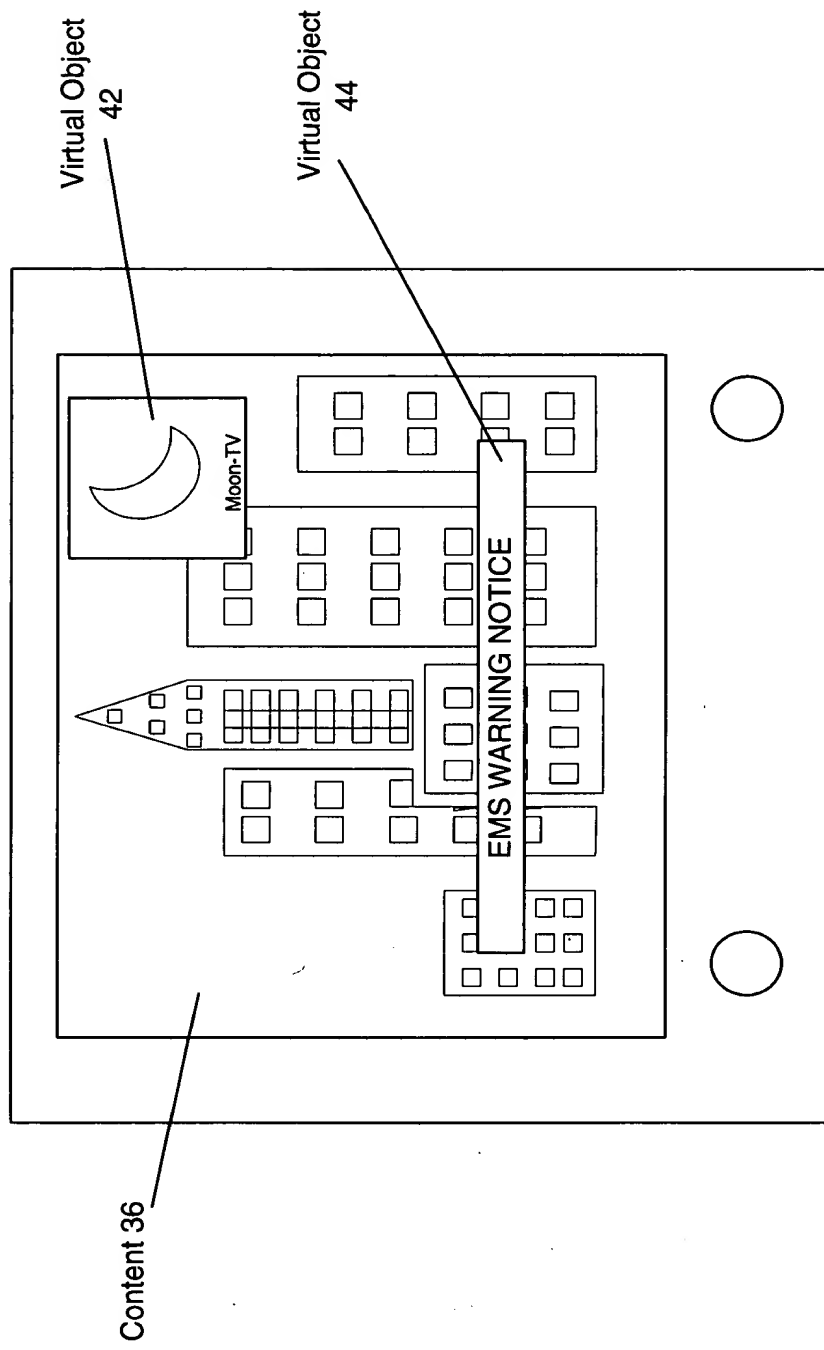 Virtual Object
42
Virtual Object
44
Moon-TV
EMS WARNING NOTICE
Content 36